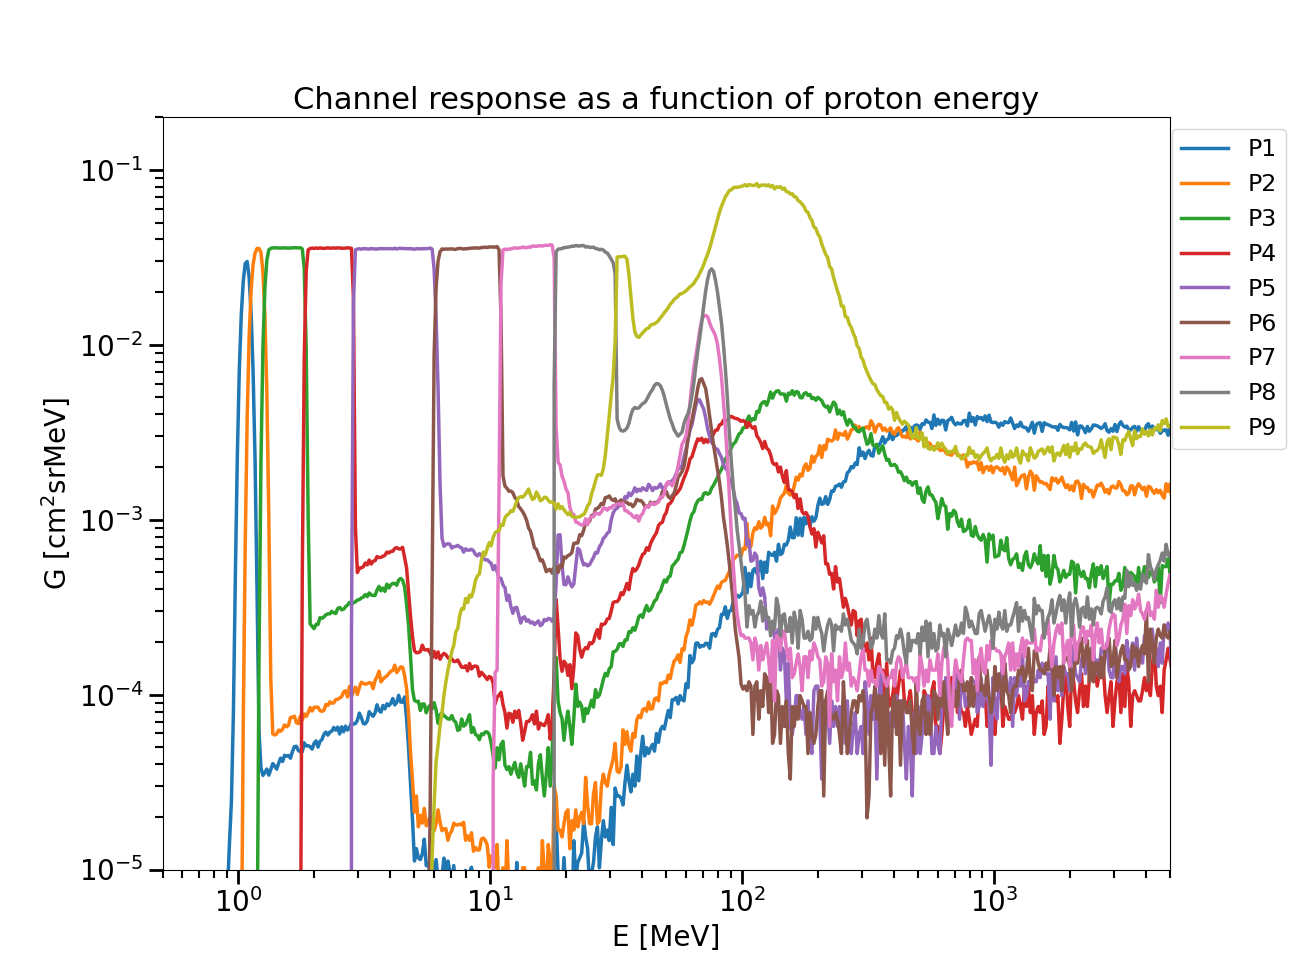 Channel response as a function of proton energy
G [cm²srMeV]
10⁻¹
10⁻²
10⁻³
10⁻⁴
10⁻⁵
10⁰ 10¹ 10² 10³
E [MeV]
P1
P2
P3
P4
P5
P6
P7
P8
P9